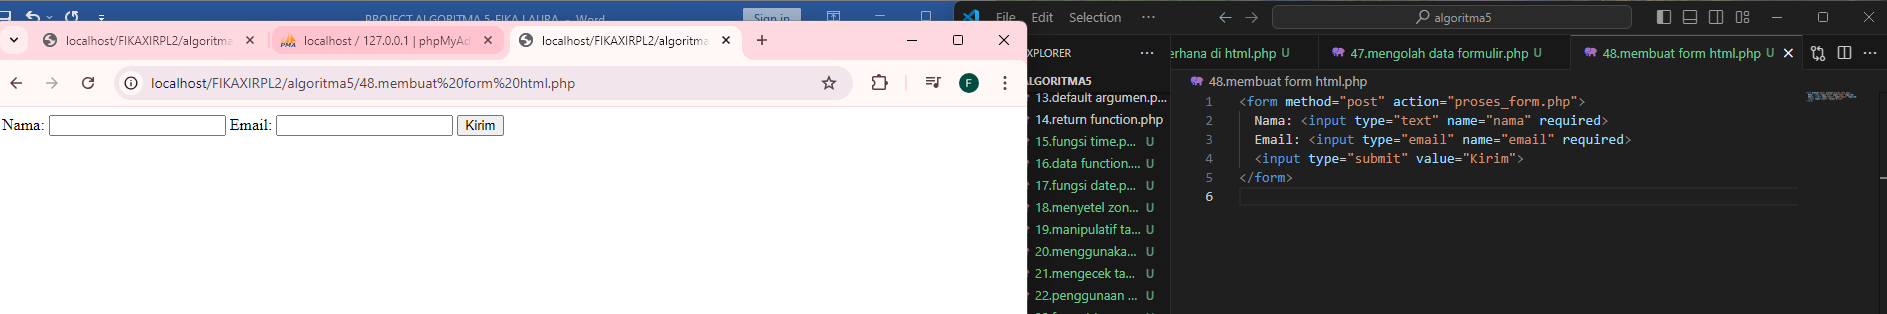 PROJECT ALGORITMA 5-FIKA LAURA - Word
Sign in
localhost/FIKAXIRPL2/algoritma
localhost / 127.0.0.1 | phpMyAd
localhost/FIKAXIRPL2/algoritma
localhost/FIKAXIRPL2/algoritma5/48.membuat%20form%20html.php
F
Nama:
Email:
Kirim
File Edit Selection ···
algoritma5
XPLORER
erhana di html.php U
47.mengolah data formulir.php U
48.membuat form html.php U
ALGORITMA5
13.default argumen.p...
14.return function.php
15.fungsi time.p... U
16.data function.... U
17.fungsi date.p... U
18.menyetel zon... U
19.manipulatif ta... U
20.menggunaka... U
21.mengecek ta... U
22.penggunaan ... U
48.membuat form html.php
1 <form method="post" action="proses_form.php">
2 Nama: <input type="text" name="nama" required>
3 Email: <input type="email" name="email" required>
4 <input type="submit" value="Kirim">
5 </form>
6